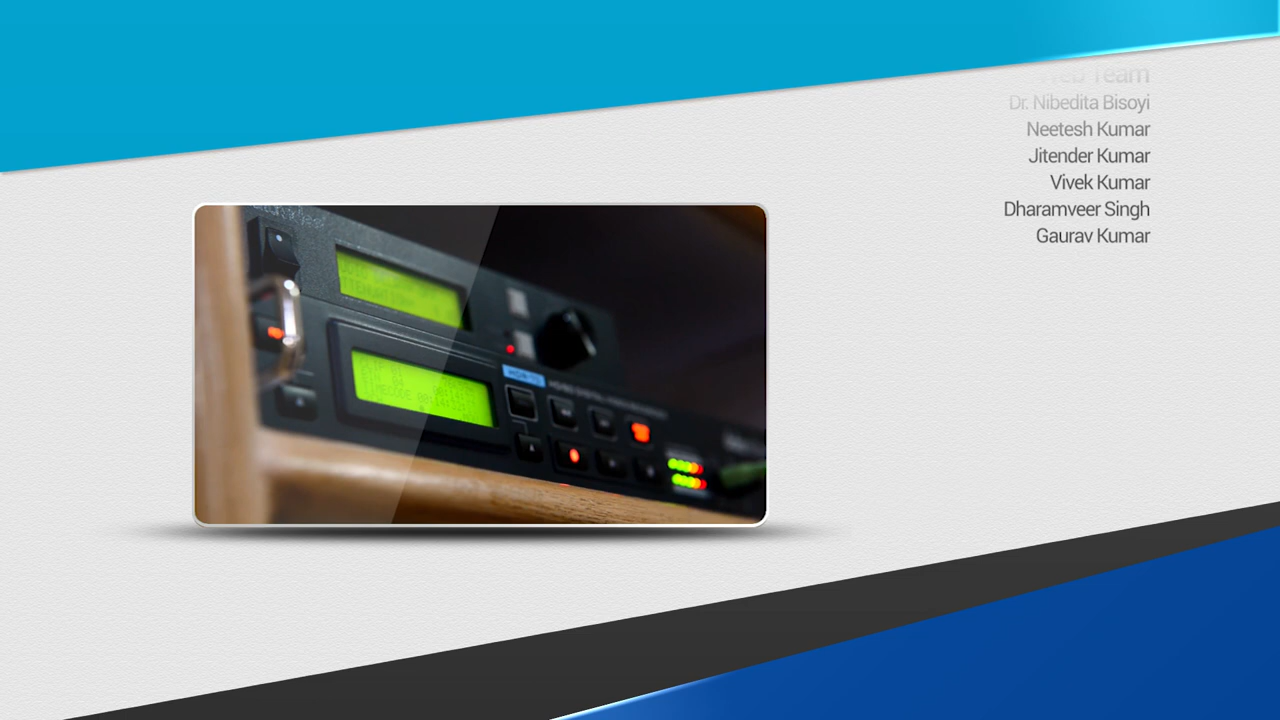 Web Team
Dr. Nibedita Bisoyi
Neetesh Kumar
Jitender Kumar
Vivek Kumar
Dharamveer Singh
Gaurav Kumar